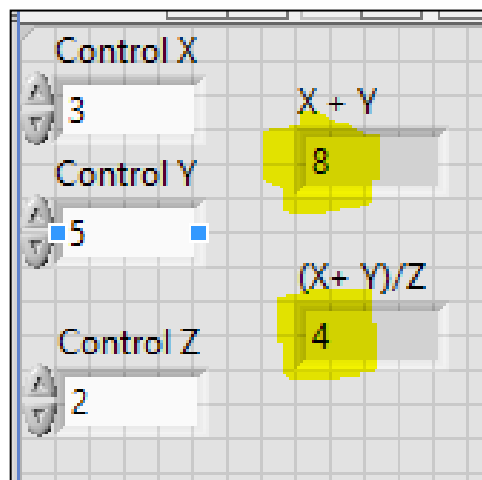 Control X
3
Control Y
5
Control Z
2
X + Y
8
(X+ Y)/Z
4